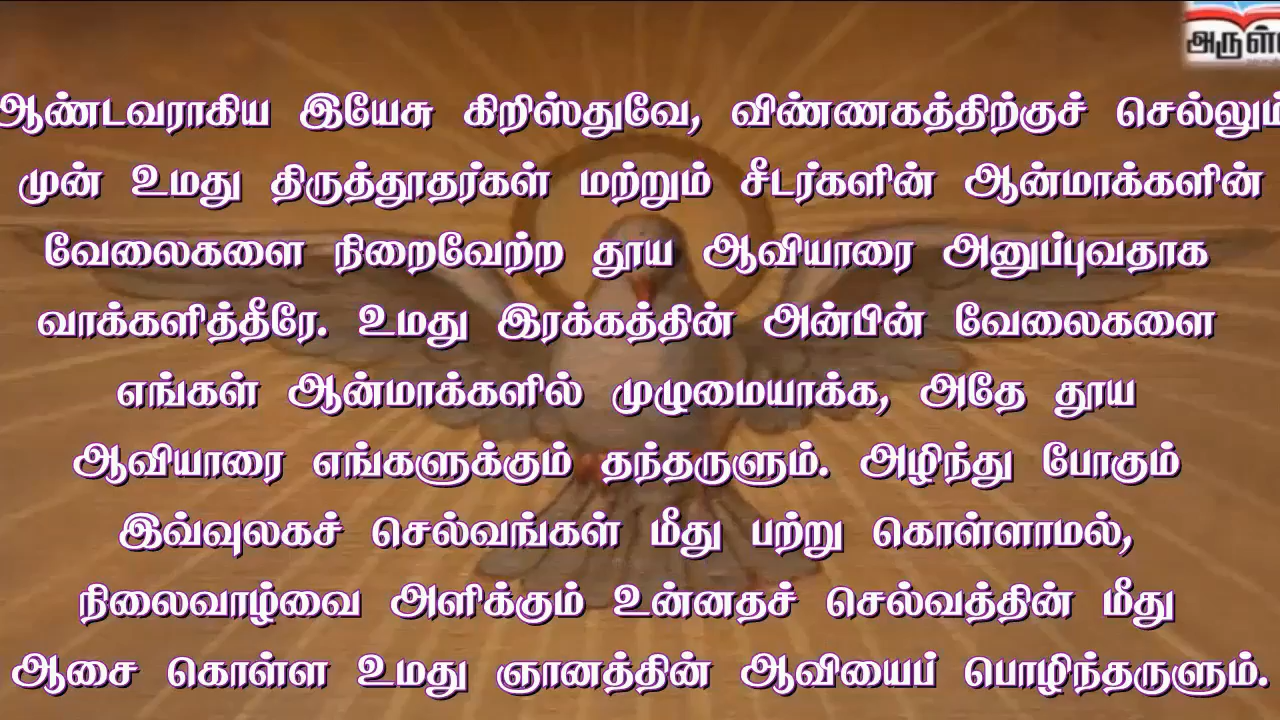 ஆண்டவராகிய இயேசு கிறிஸ்துவே, விண்ணகத்திற்குச் செல்லும்
முன் உமது திருத்தூதர்கள் மற்றும் சீடர்களின் ஆன்மாக்களின்
வேலைகளை நிறைவேற்ற தூய ஆவியாரை அனுப்புவதாக
வாக்களித்தீரே. உமது இரக்கத்தின் அன்பின் வேலைகளை
எங்கள் ஆன்மாக்களில் முழுமையாக்க, அதே தூய
ஆவியாரை எங்களுக்கும் தந்தருளும். அழிந்து போகும்
இவ்வுலகச் செல்வங்கள் மீது பற்று கொள்ளாமல்,
நிலைவாழ்வை அளிக்கும் உன்னதச் செல்வத்தின் மீது
ஆசை கொள்ள உமது ஞானத்தின் ஆவியைப் பொழிந்தருளும்.